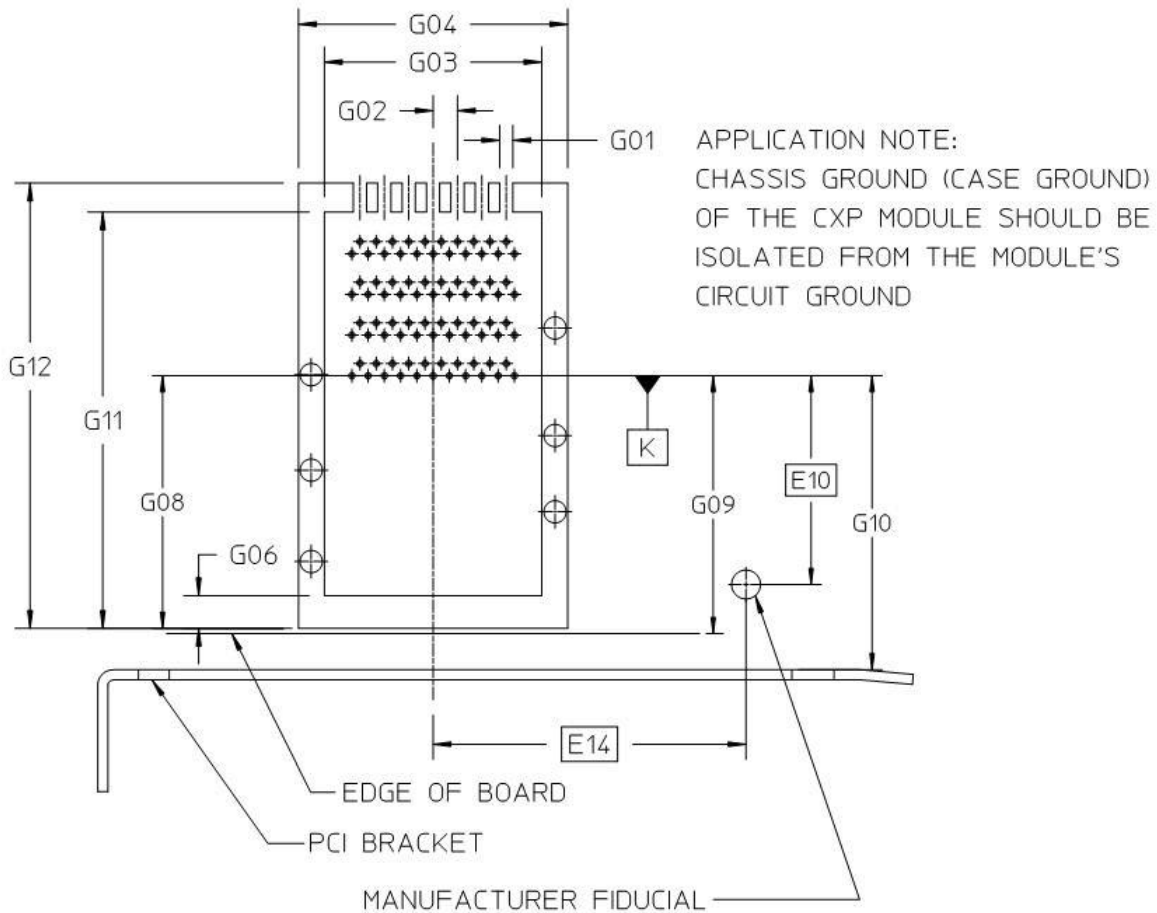 G04
G03
G02
G01
APPLICATION NOTE:
CHASSIS GROUND (CASE GROUND)
OF THE CXP MODULE SHOULD BE
ISOLATED FROM THE MODULE'S
CIRCUIT GROUND
G12
G11
K
E10
G08
G09
G10
G06
E14
EDGE OF BOARD
PCI BRACKET
MANUFACTURER FIDUCIAL